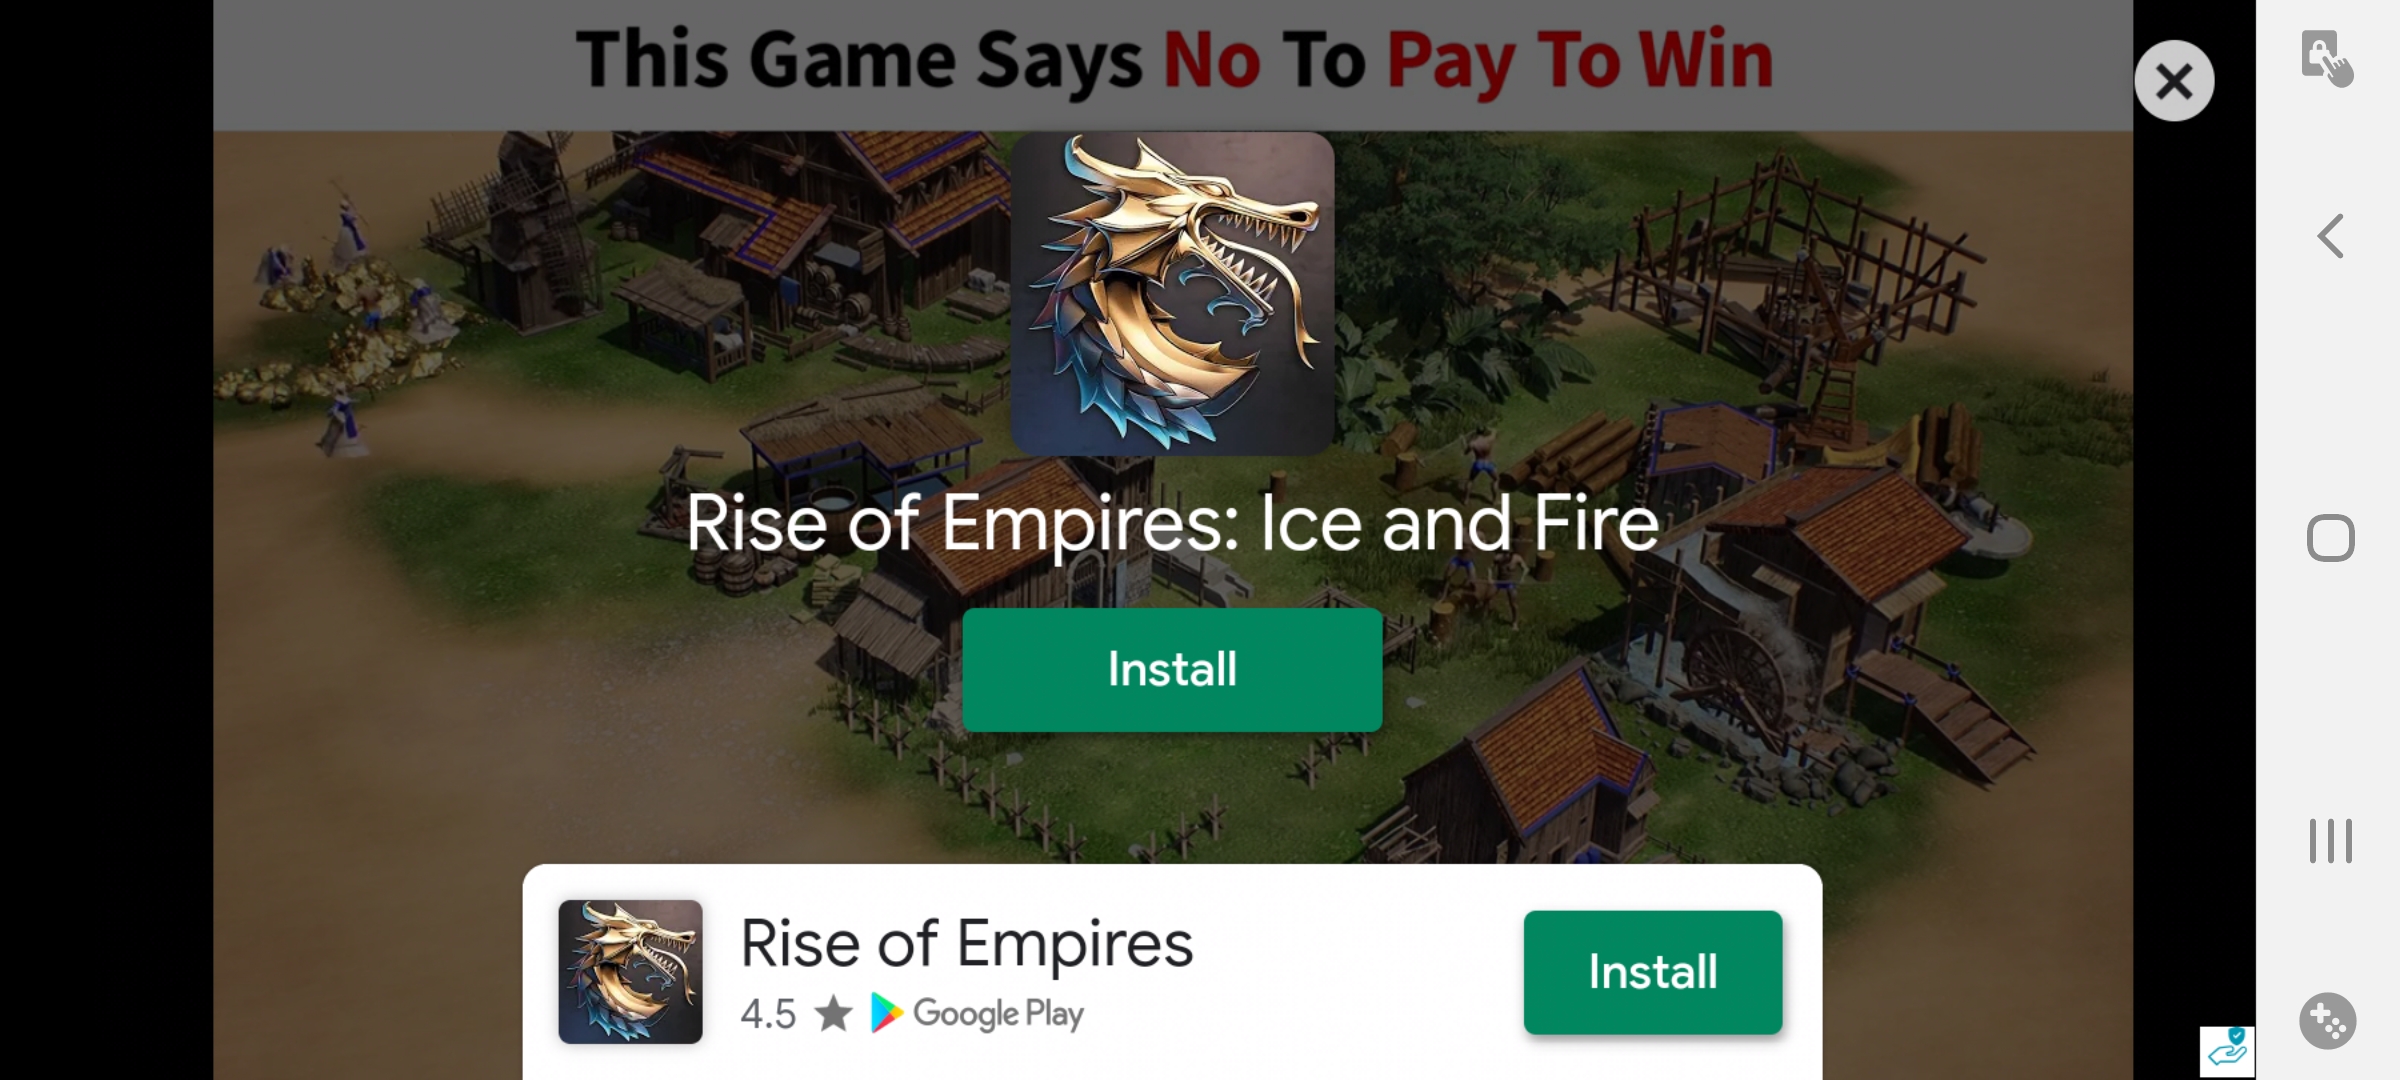 This Game Says No To Pay To Win
Rise of Empires: Ice and Fire
Install
Rise of Empires
4.5 ★ Google Play
Install